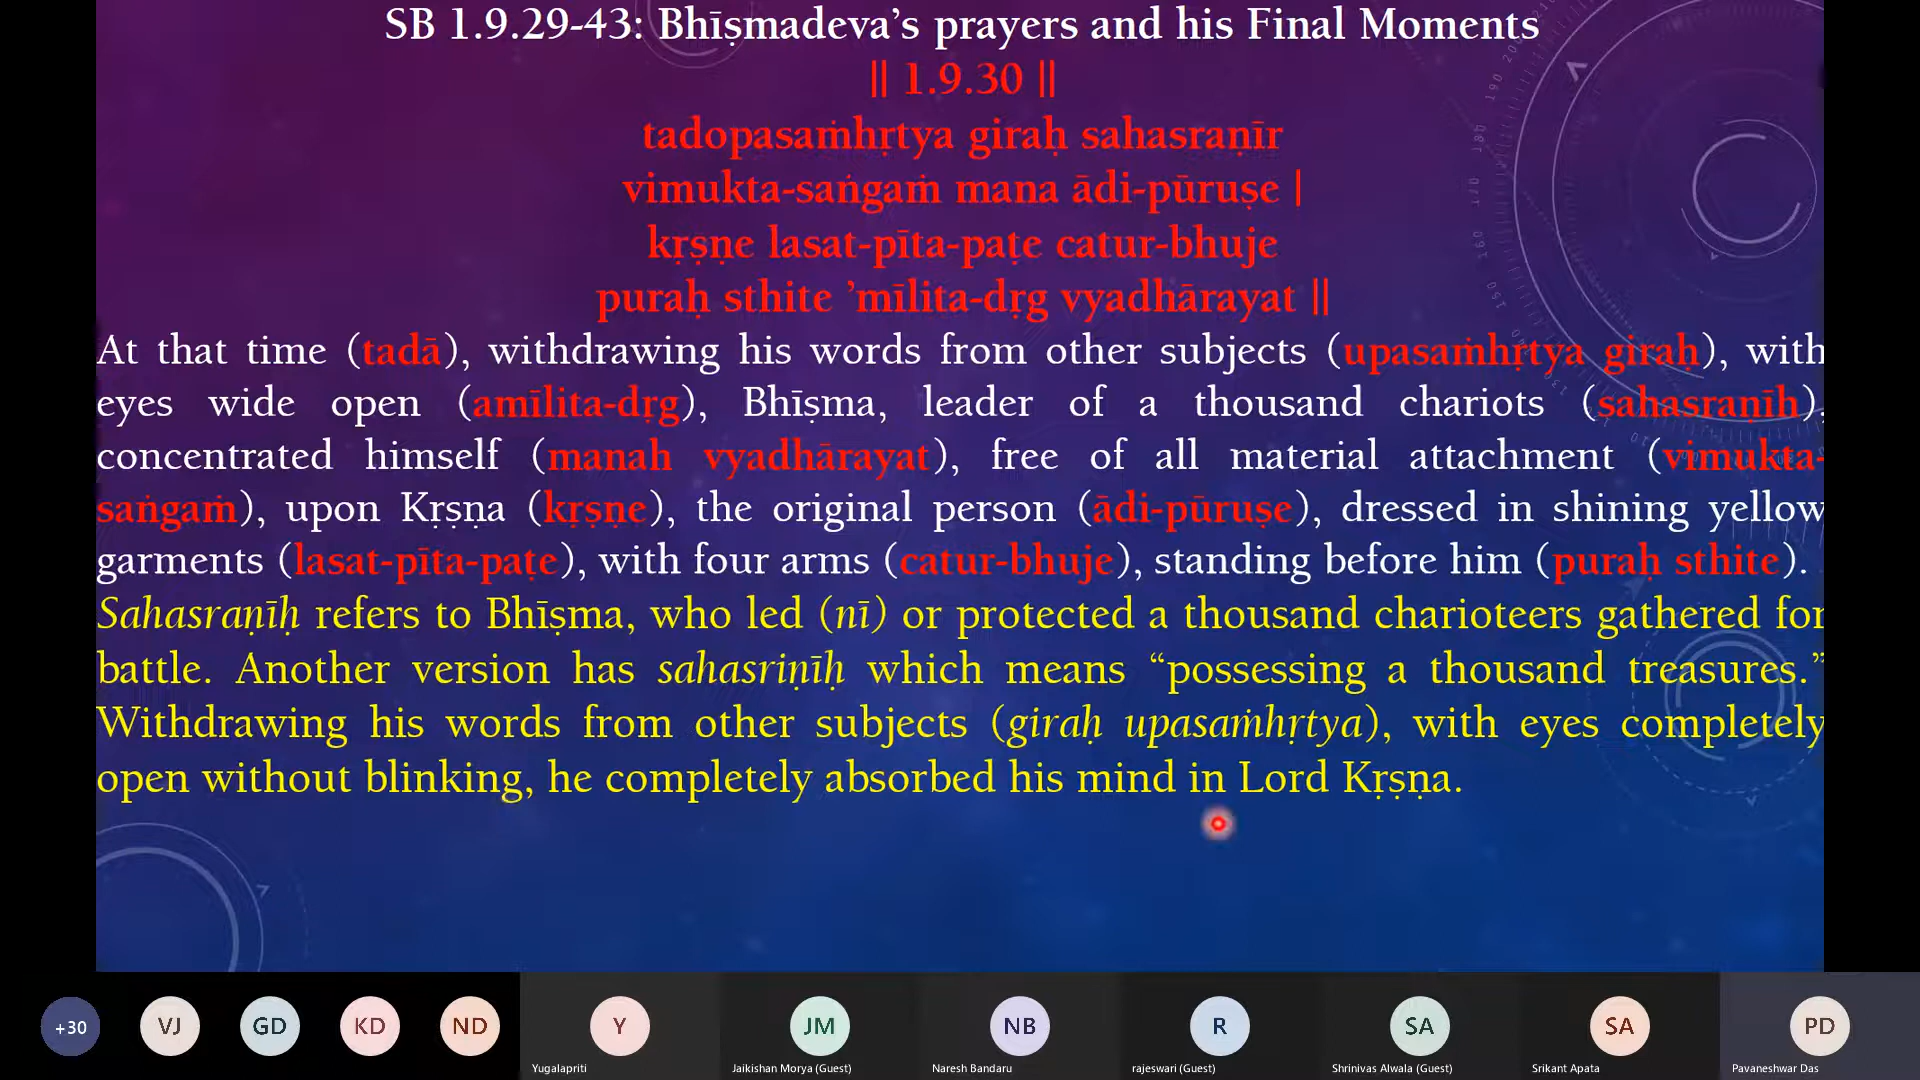 SB 1.9.29-43: Bhīṣmadeva’s prayers and his Final Moments
|| 1.9.30 ||
tadopasaṁhṛtya giraḥ sahasraṇīr
vimukta-saṅgaṁ mana ādi-pūruṣe |
kṛṣṇe lasat-pīta-paṭe catur-bhuje
puraḥ sthite ’mīlita-dṛg vyadhārayat ||
At that time (tadā), withdrawing his words from other subjects (upasaṁhṛtya giraḥ), with
eyes wide open (amīlita-dṛg), Bhīṣma, leader of a thousand chariots (sahasraṇīh),
concentrated himself (manah vyadhārayat), free of all material attachment (vimukta-
saṅgaṁ), upon Kṛṣṇa (kṛṣṇe), the original person (ādi-pūruṣe), dressed in shining yellow
garments (lasat-pīta-paṭe), with four arms (catur-bhuje), standing before him (puraḥ sthite).
Sahasraṇīḥ refers to Bhīṣma, who led (nī) or protected a thousand charioteers gathered for
battle. Another version has sahasriṇīḥ which means “possessing a thousand treasures.”
Withdrawing his words from other subjects (giraḥ upasaṁhṛtya), with eyes completely
open without blinking, he completely absorbed his mind in Lord Kṛṣṇa.
+30 VJ GD KD ND Y JM NB R SA SA PD
Yugalapriti Jaikishan Morya (Guest) Naresh Bandaru rajeswari (Guest) Shrinivas Alwala (Guest) Srikant Apata Pavaneshwar Das